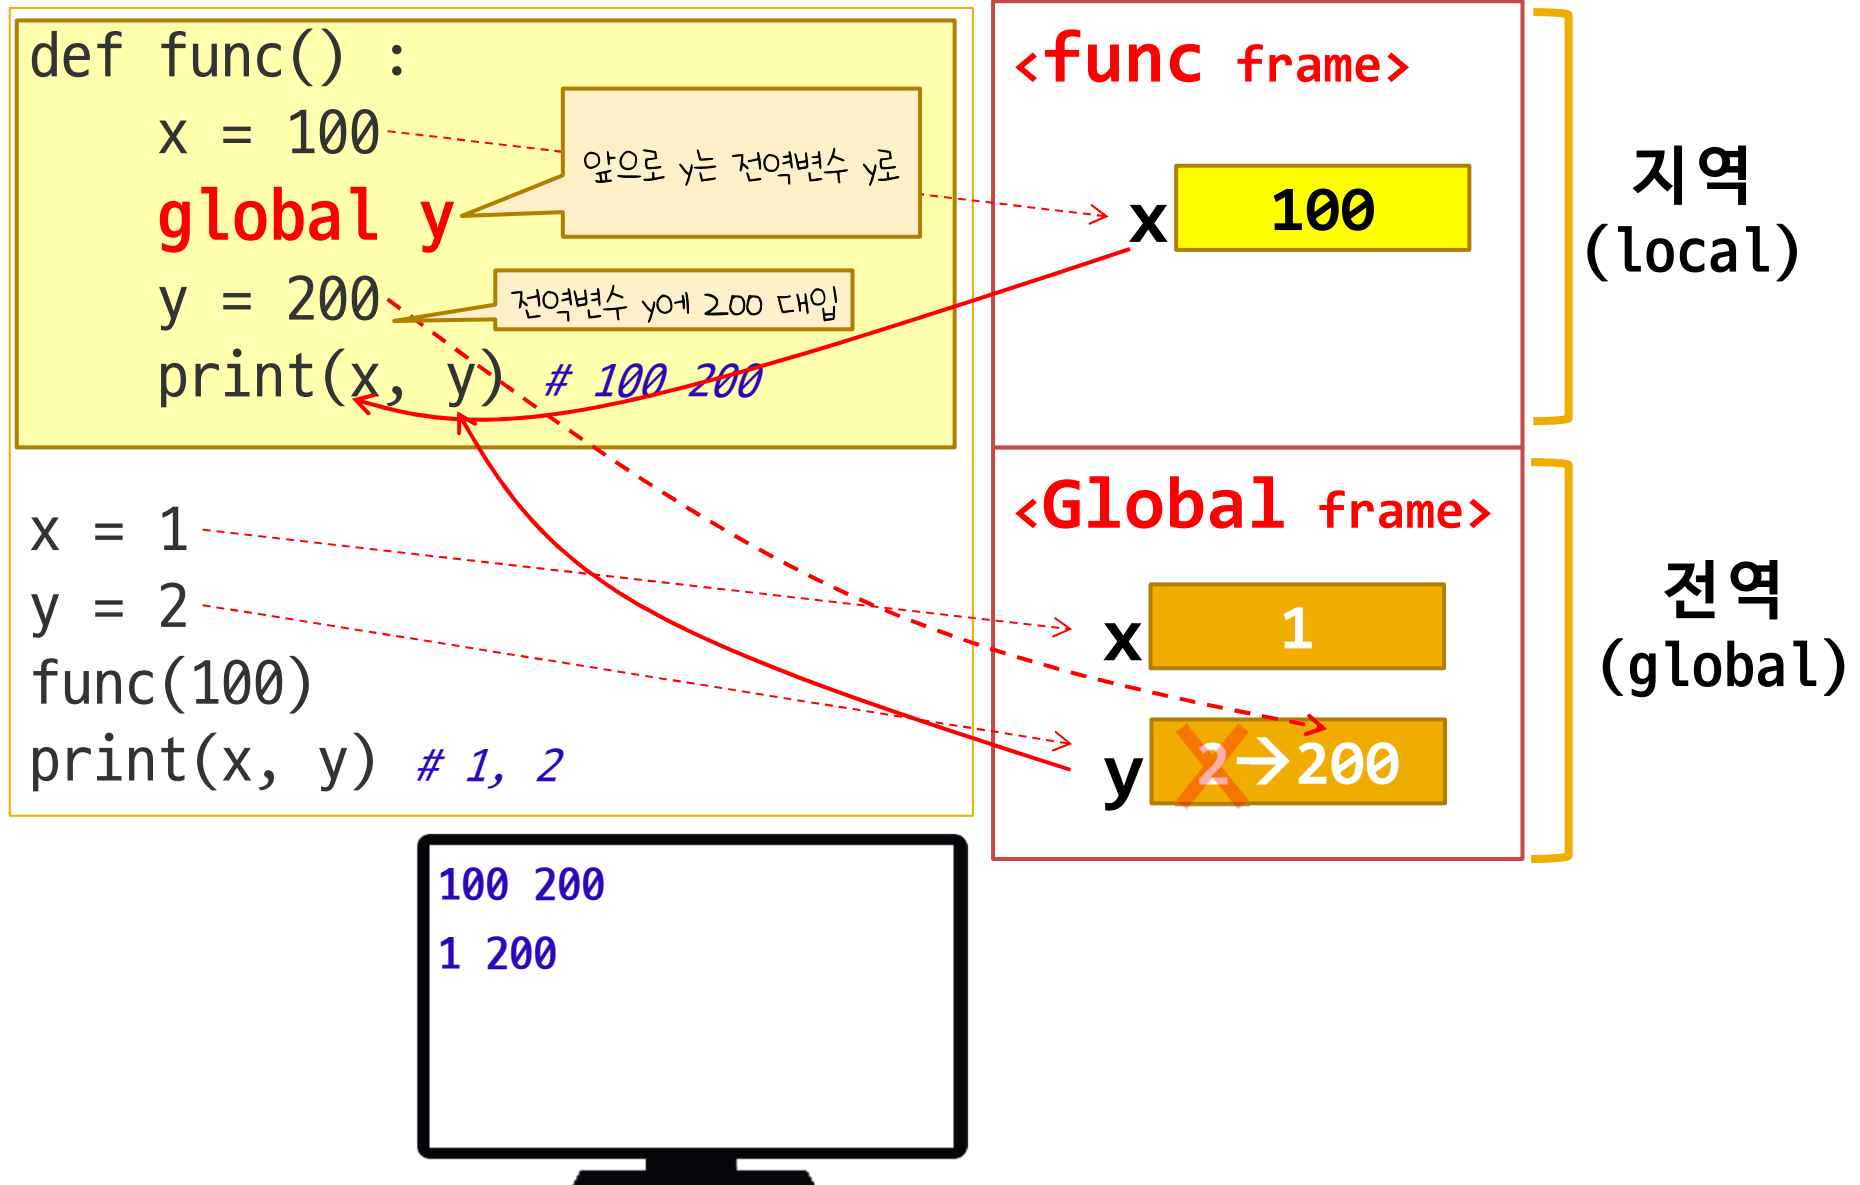 def func() :
x = 100
앞으로 y는 전역변수 y로
global y
y = 200
전역변수 y에 200 대입
print(x, y) # 100 200
x = 1
y = 2
func(100)
print(x, y) # 1, 2
<func frame>
x 100
지역
(local)
<Global frame>
x 1
y 2→200
전역
(global)
100 200
1 200